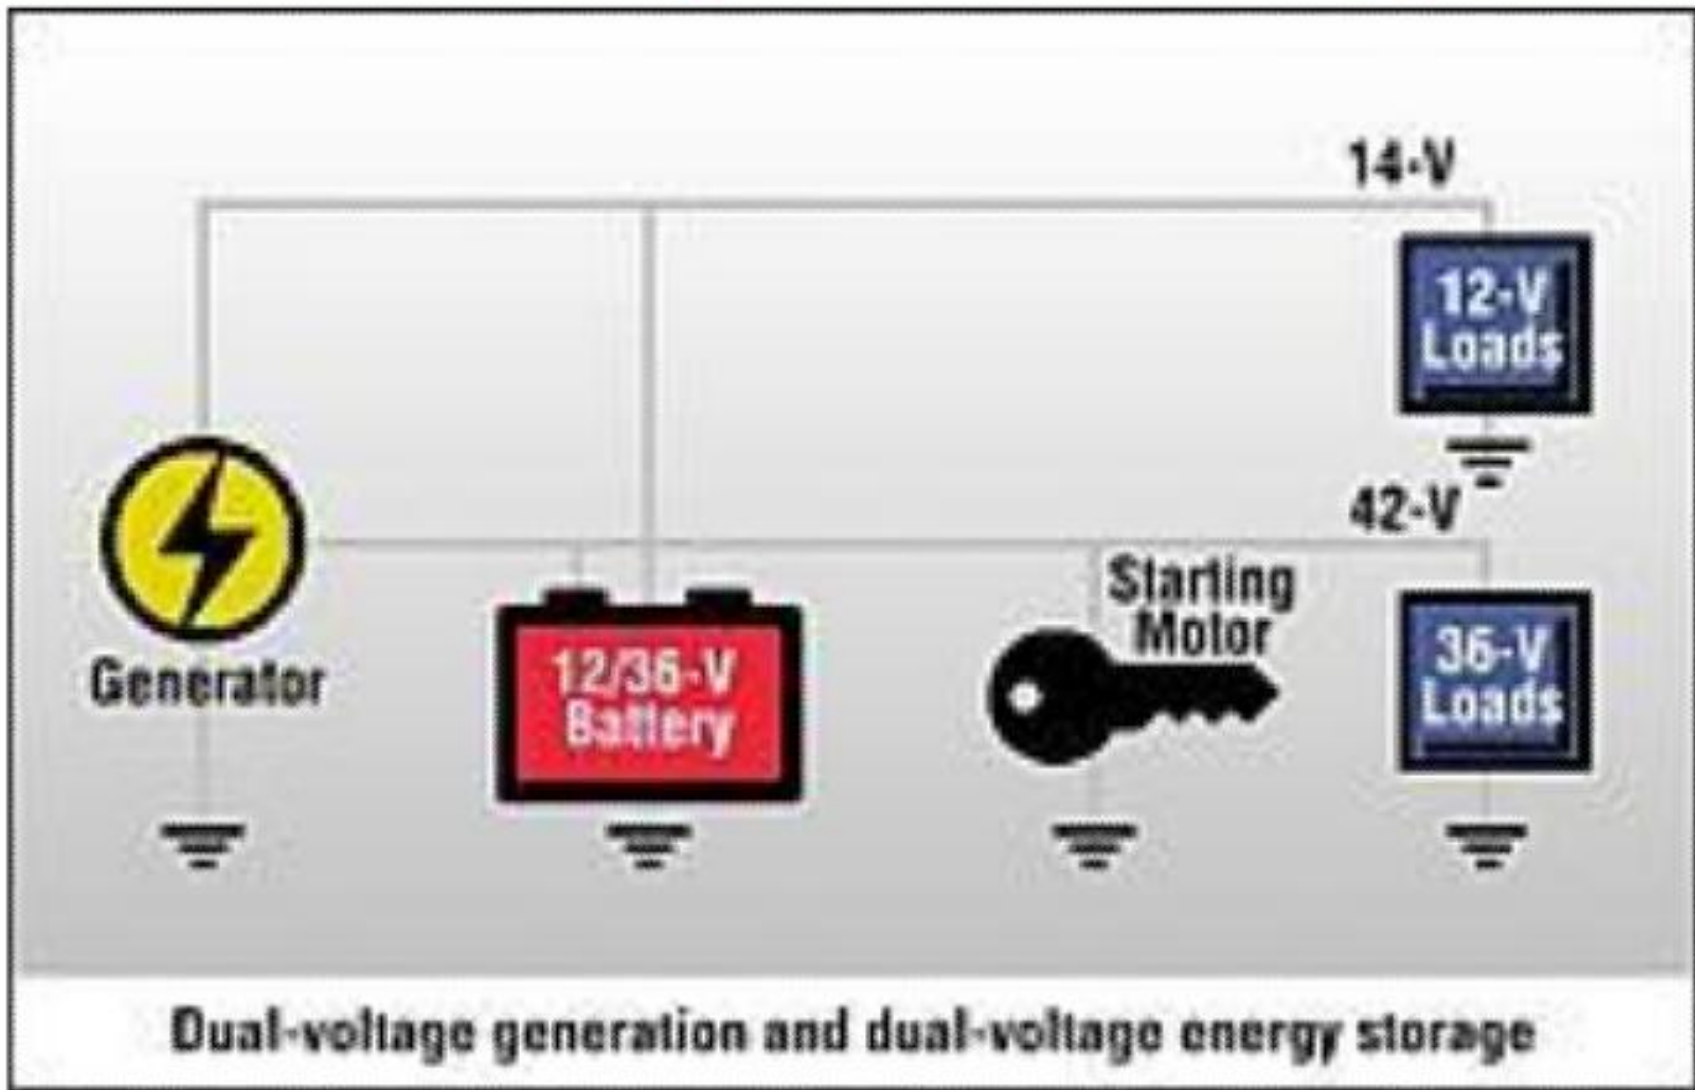 14-V
12-V
Loads
42-V
Starting
Motor
Generator
12/36-V
Battery
36-V
Loads
Dual-voltage generation and dual-voltage energy storage